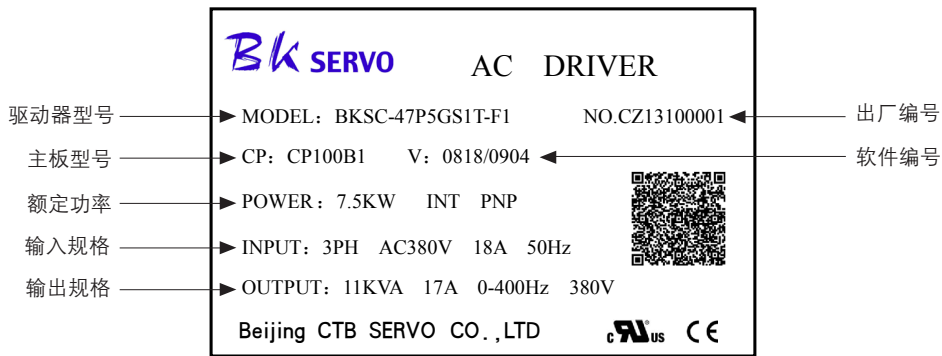 BK SERVO AC DRIVER
驱动器型号 MODEL：BKSC-47P5GS1T-F1 NO.CZ13100001 出厂编号
主板型号 CP：CP100B1 V：0818/0904 软件编号
额定功率 POWER：7.5KW INT PNP
输入规格 INPUT：3PH AC380V 18A 50Hz
输出规格 OUTPUT：11KVA 17A 0-400Hz 380V
Beijing CTB SERVO CO.,LTD c RU US CE